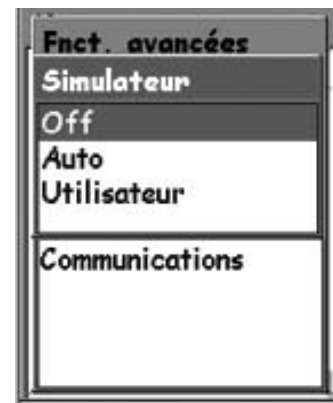 Fnct. avancées
Simulateur
Off
Auto
Utilisateur
Communications